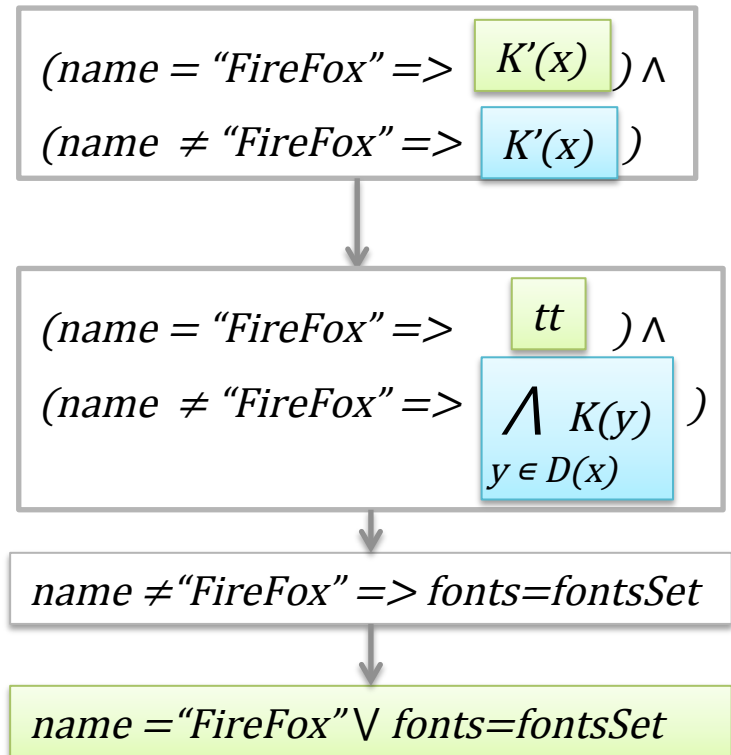 (name = “FireFox” => K’(x) ) ∧
(name ≠ “FireFox” => K’(x) )
(name = “FireFox” => tt ) ∧
(name ≠ “FireFox” => ⋀ K(y) )
y ∈ D(x)
name ≠“FireFox” => fonts=fontsSet
name =“FireFox” ∨ fonts=fontsSet